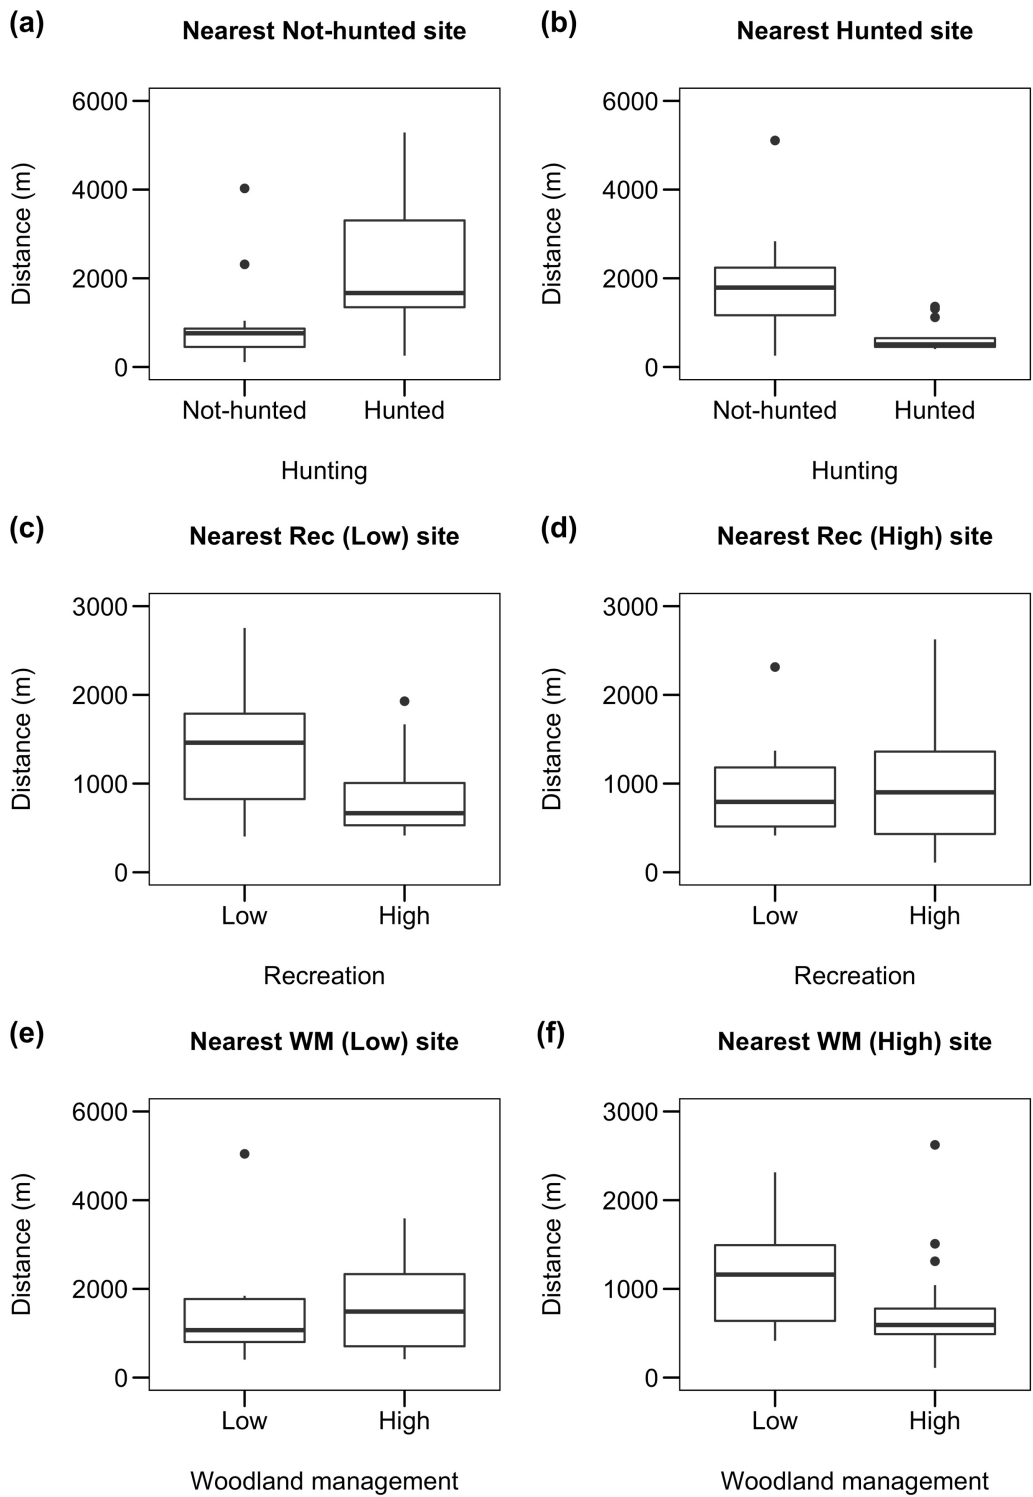 (a) Nearest Not-hunted site
Distance (m)
6000
4000
2000
0
Not-hunted Hunted
Hunting
(b) Nearest Hunted site
Distance (m)
6000
4000
2000
0
Not-hunted Hunted
Hunting
(c) Nearest Rec (Low) site
Distance (m)
3000
2000
1000
0
Low High
Recreation
(d) Nearest Rec (High) site
Distance (m)
3000
2000
1000
0
Low High
Recreation
(e) Nearest WM (Low) site
Distance (m)
6000
4000
2000
0
Low High
Woodland management
(f) Nearest WM (High) site
Distance (m)
3000
2000
1000
0
Low High
Woodland management